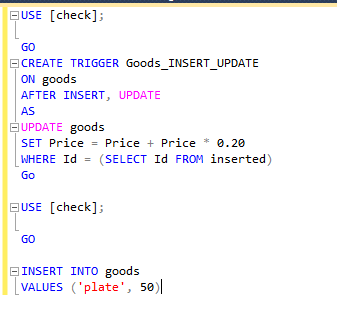 USE [check];
GO
CREATE TRIGGER Goods_INSERT_UPDATE
ON goods
AFTER INSERT, UPDATE
AS
UPDATE goods
SET Price = Price + Price * 0.20
WHERE Id = (SELECT Id FROM inserted)
Go
USE [check];
GO
INSERT INTO goods
VALUES ('plate', 50)